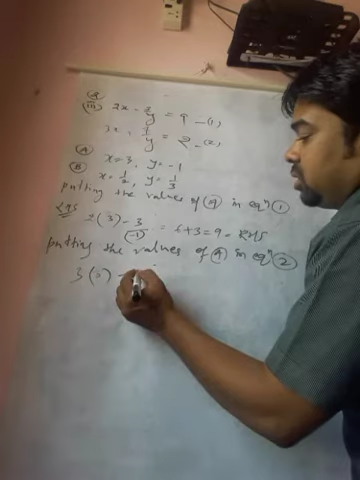 Q
(iii) 2x - 3/y = 9 —(1)
3x + 1/y = 2 —(2)
(A) x = 3, y = -1
(B) x = 1/2, y = 1/3
putting the values of (A) in eqn (1)
LHS
2(3) - 3/(-1) = 6+3 = 9 = RHS
putting the values of (A) in eqn (2)
3(3)